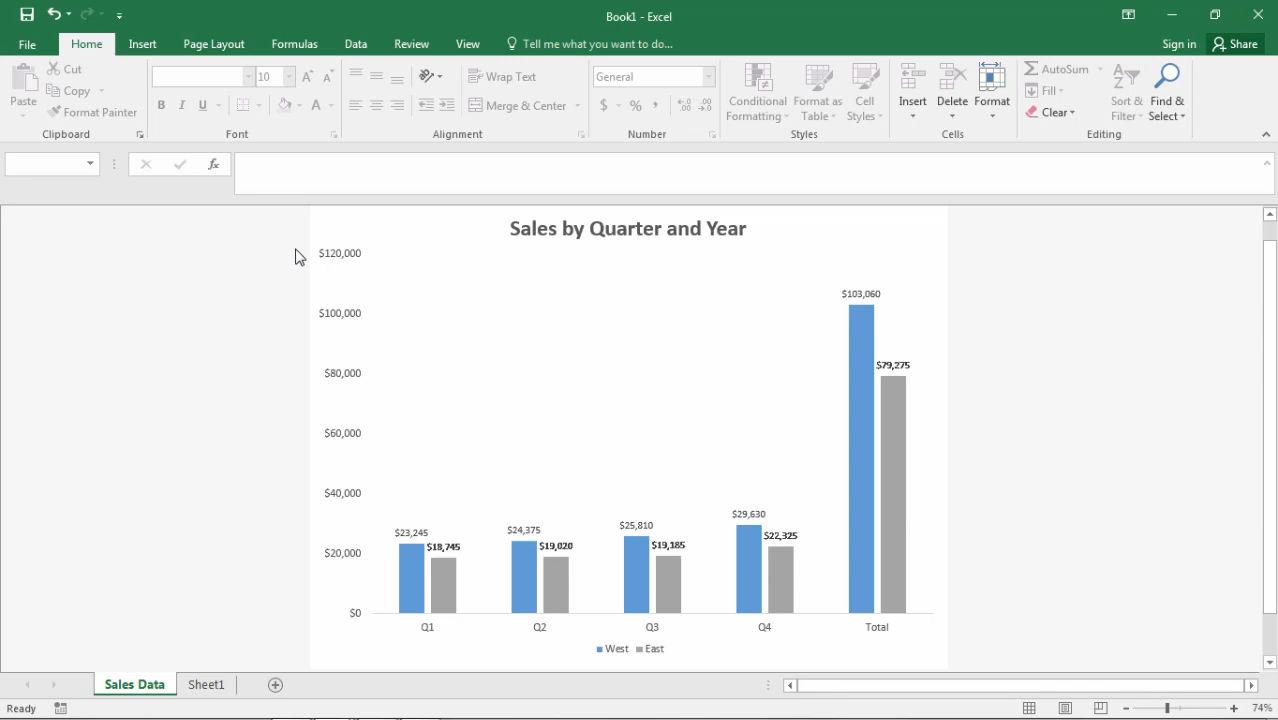 Book1 - Excel
File Home Insert Page Layout Formulas Data Review View Tell me what you want to do... Sign in Share
Paste Cut Copy Format Painter
10
B I U A
Wrap Text
Merge & Center
General
$ %
Conditional Formatting
Format as Table
Cell Styles
Insert Delete Format
AutoSum
Fill
Clear
Sort & Filter
Find & Select
Clipboard Font Alignment Number Styles Cells Editing
fx
Sales by Quarter and Year
$120,000
$103,060
$100,000
$79,275
$80,000
$60,000
$40,000
$23,245 $18,745 $24,375 $19,020 $25,810 $19,185 $29,630 $22,325
$20,000
$0
Q1 Q2 Q3 Q4 Total
West East
Sales Data Sheet1
Ready 74%